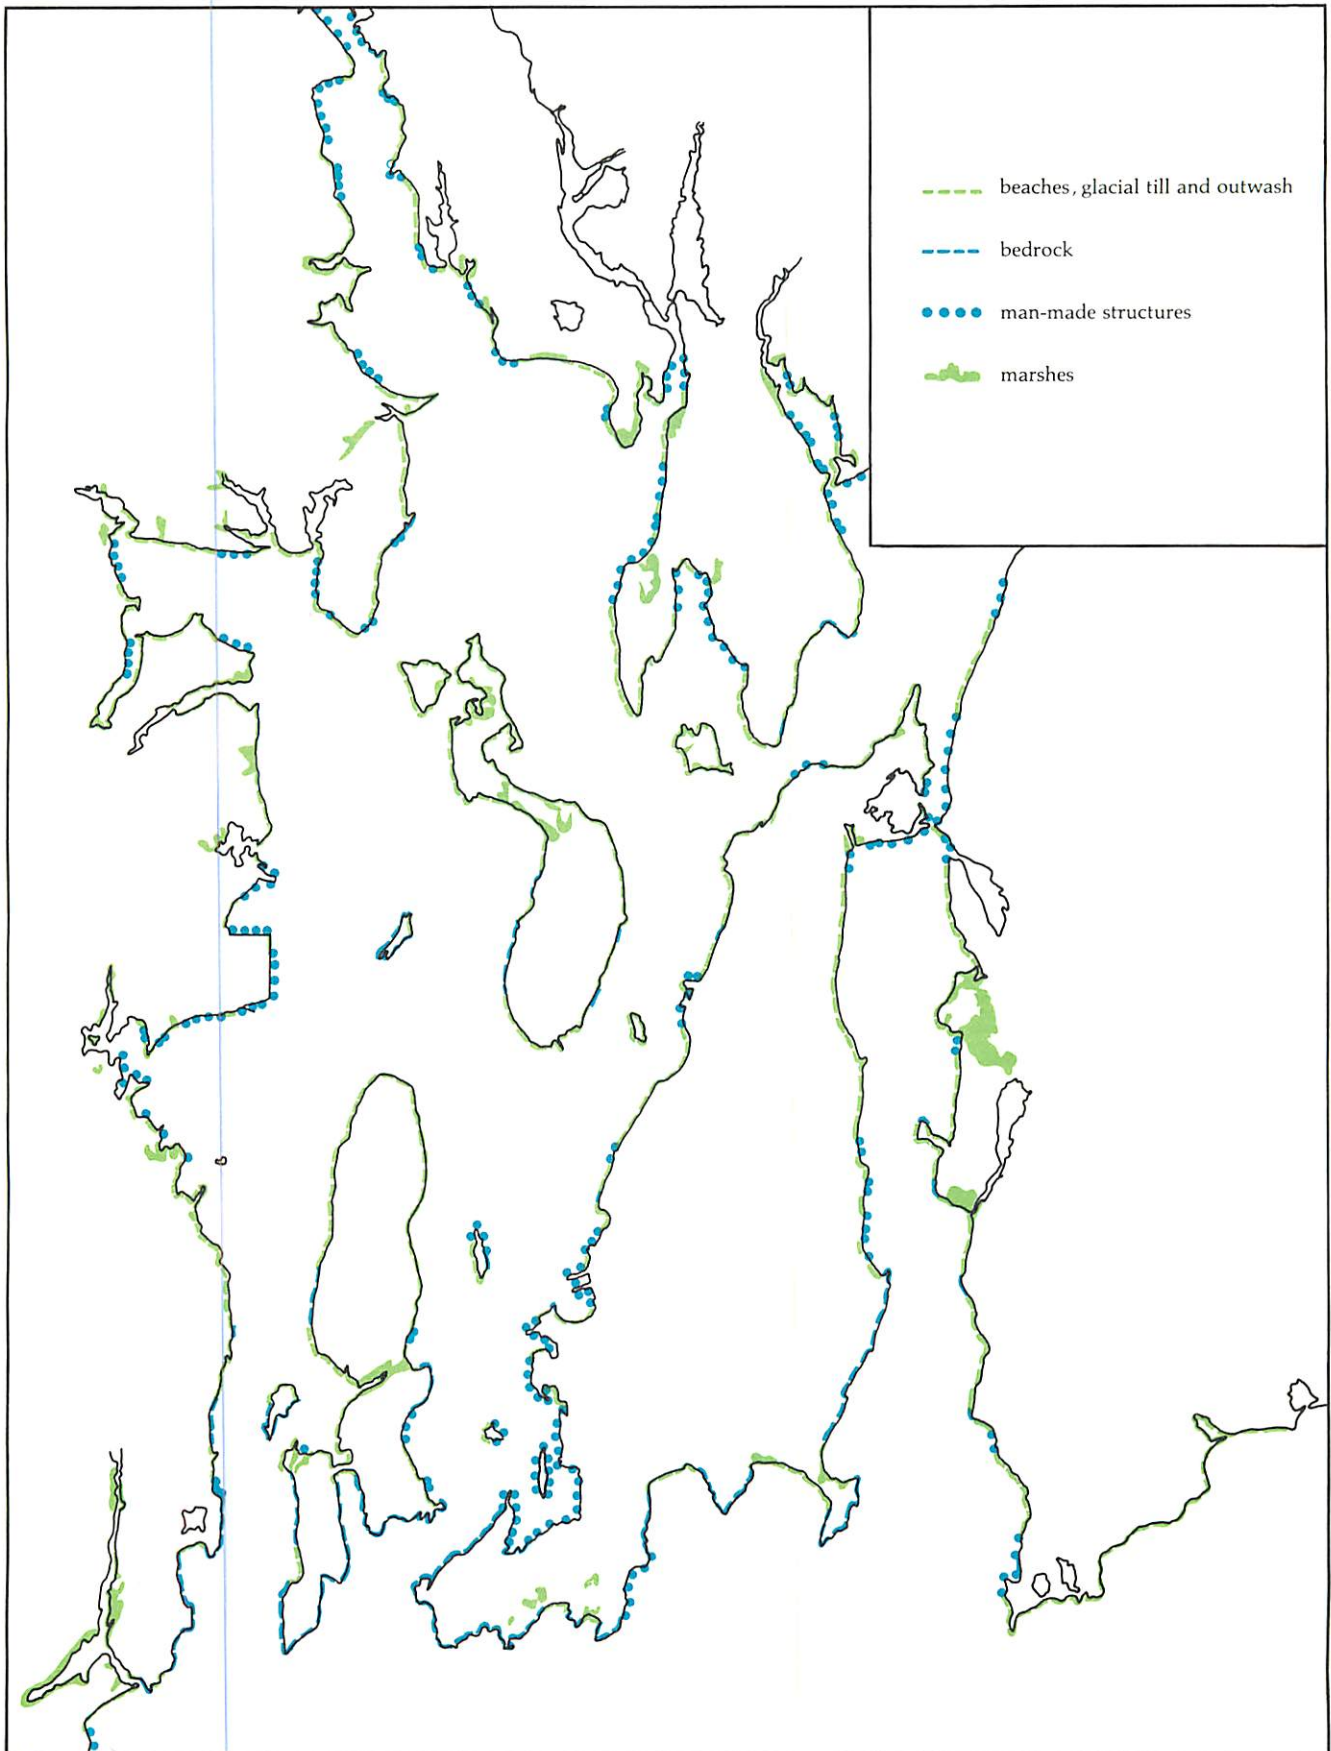 beaches, glacial till and outwash
bedrock
man-made structures
marshes